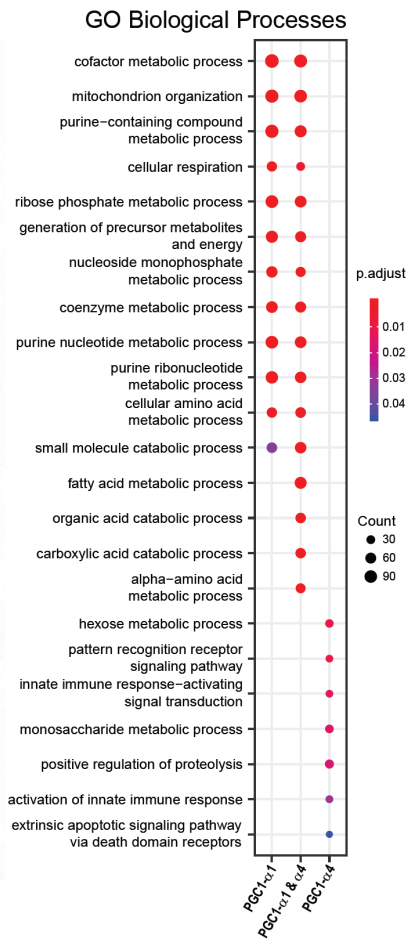 GO Biological Processes
cofactor metabolic process
mitochondrion organization
purine−containing compound
metabolic process
cellular respiration
ribose phosphate metabolic process
generation of precursor metabolites
and energy
nucleoside monophosphate
metabolic process
coenzyme metabolic process
purine nucleotide metabolic process
purine ribonucleotide
metabolic process
cellular amino acid
metabolic process
small molecule catabolic process
fatty acid metabolic process
organic acid catabolic process
carboxylic acid catabolic process
alpha−amino acid
metabolic process
hexose metabolic process
pattern recognition receptor
signaling pathway
innate immune response−activating
signal transduction
monosaccharide metabolic process
positive regulation of proteolysis
activation of innate immune response
extrinsic apoptotic signaling pathway
via death domain receptors
PGC1-α1
PGC1-α1 & α4
PGC1-α4
p.adjust
0.01
0.02
0.03
0.04
Count
30
60
90